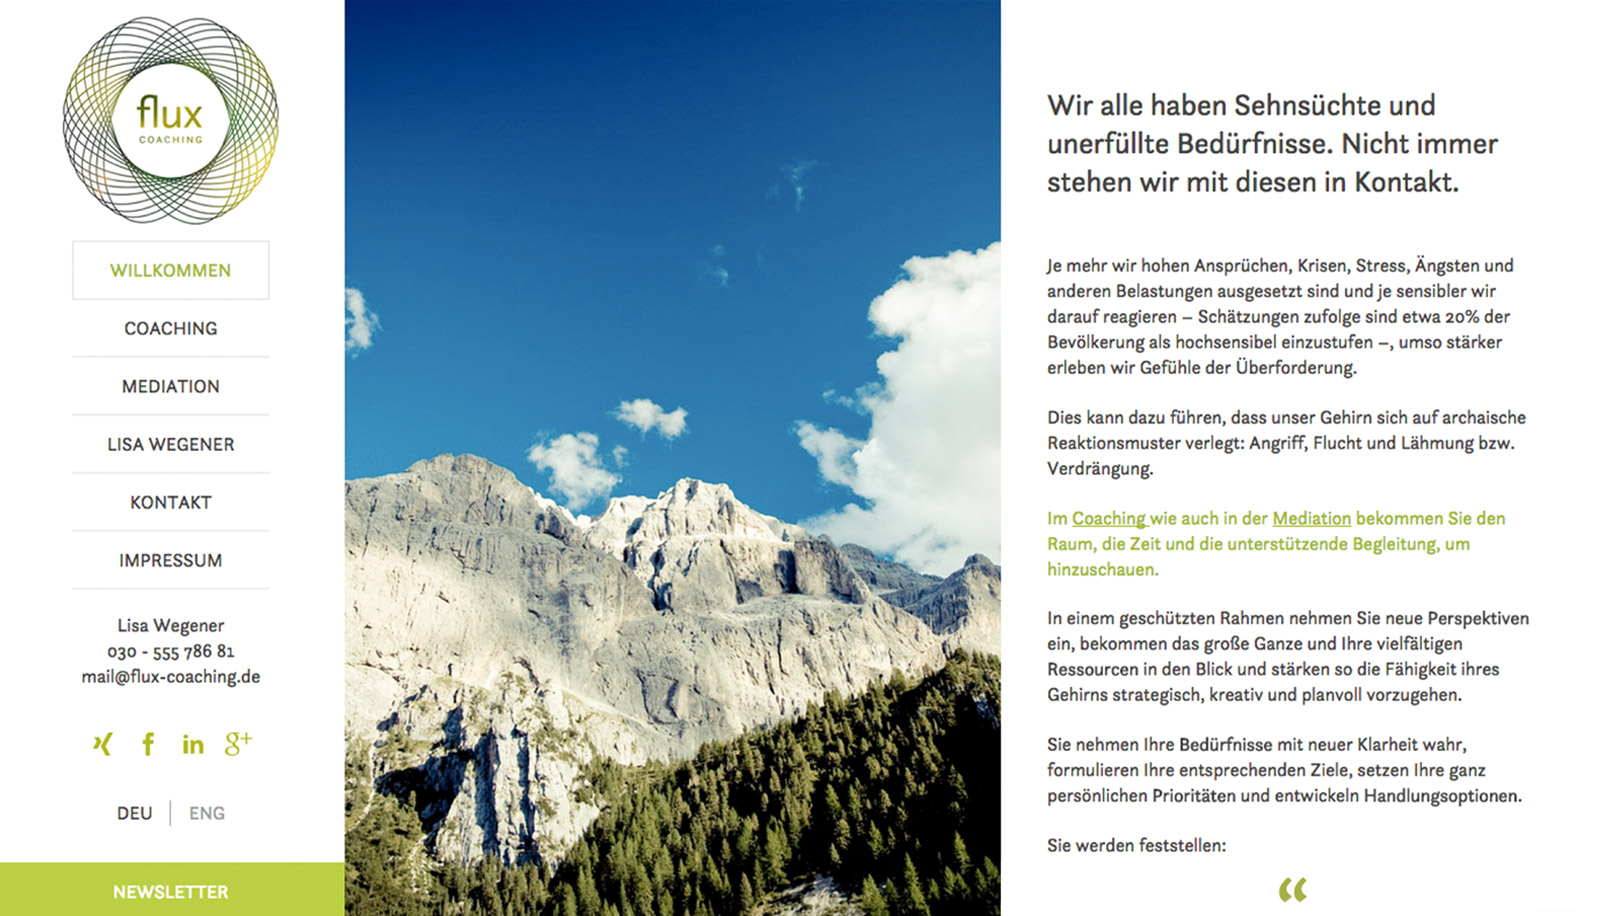 flux
COACHING
WILLKOMMEN
COACHING
MEDIATION
LISA WEGENER
KONTAKT
IMPRESSUM
Lisa Wegener
030 - 555 786 81
mail@flux-coaching.de
f in g+
DEU | ENG
NEWSLETTER
Wir alle haben Sehnsüchte und
unerfüllte Bedürfnisse. Nicht immer
stehen wir mit diesen in Kontakt.
Je mehr wir hohen Ansprüchen, Krisen, Stress, Ängsten und
anderen Belastungen ausgesetzt sind und je sensibler wir
darauf reagieren – Schätzungen zufolge sind etwa 20% der
Bevölkerung als hochsensibel einzustufen –, umso stärker
erleben wir Gefühle der Überforderung.
Dies kann dazu führen, dass unser Gehirn sich auf archaische
Reaktionsmuster verlegt: Angriff, Flucht und Lähmung bzw.
Verdrängung.
Im Coaching wie auch in der Mediation bekommen Sie den
Raum, die Zeit und die unterstützende Begleitung, um
hinzuschauen.
In einem geschützten Rahmen nehmen Sie neue Perspektiven
ein, bekommen das große Ganze und Ihre vielfältigen
Ressourcen in den Blick und stärken so die Fähigkeit ihres
Gehirns strategisch, kreativ und planvoll vorzugehen.
Sie nehmen Ihre Bedürfnisse mit neuer Klarheit wahr,
formulieren Ihre entsprechenden Ziele, setzen Ihre ganz
persönlichen Prioritäten und entwickeln Handlungsoptionen.
Sie werden feststellen:
“